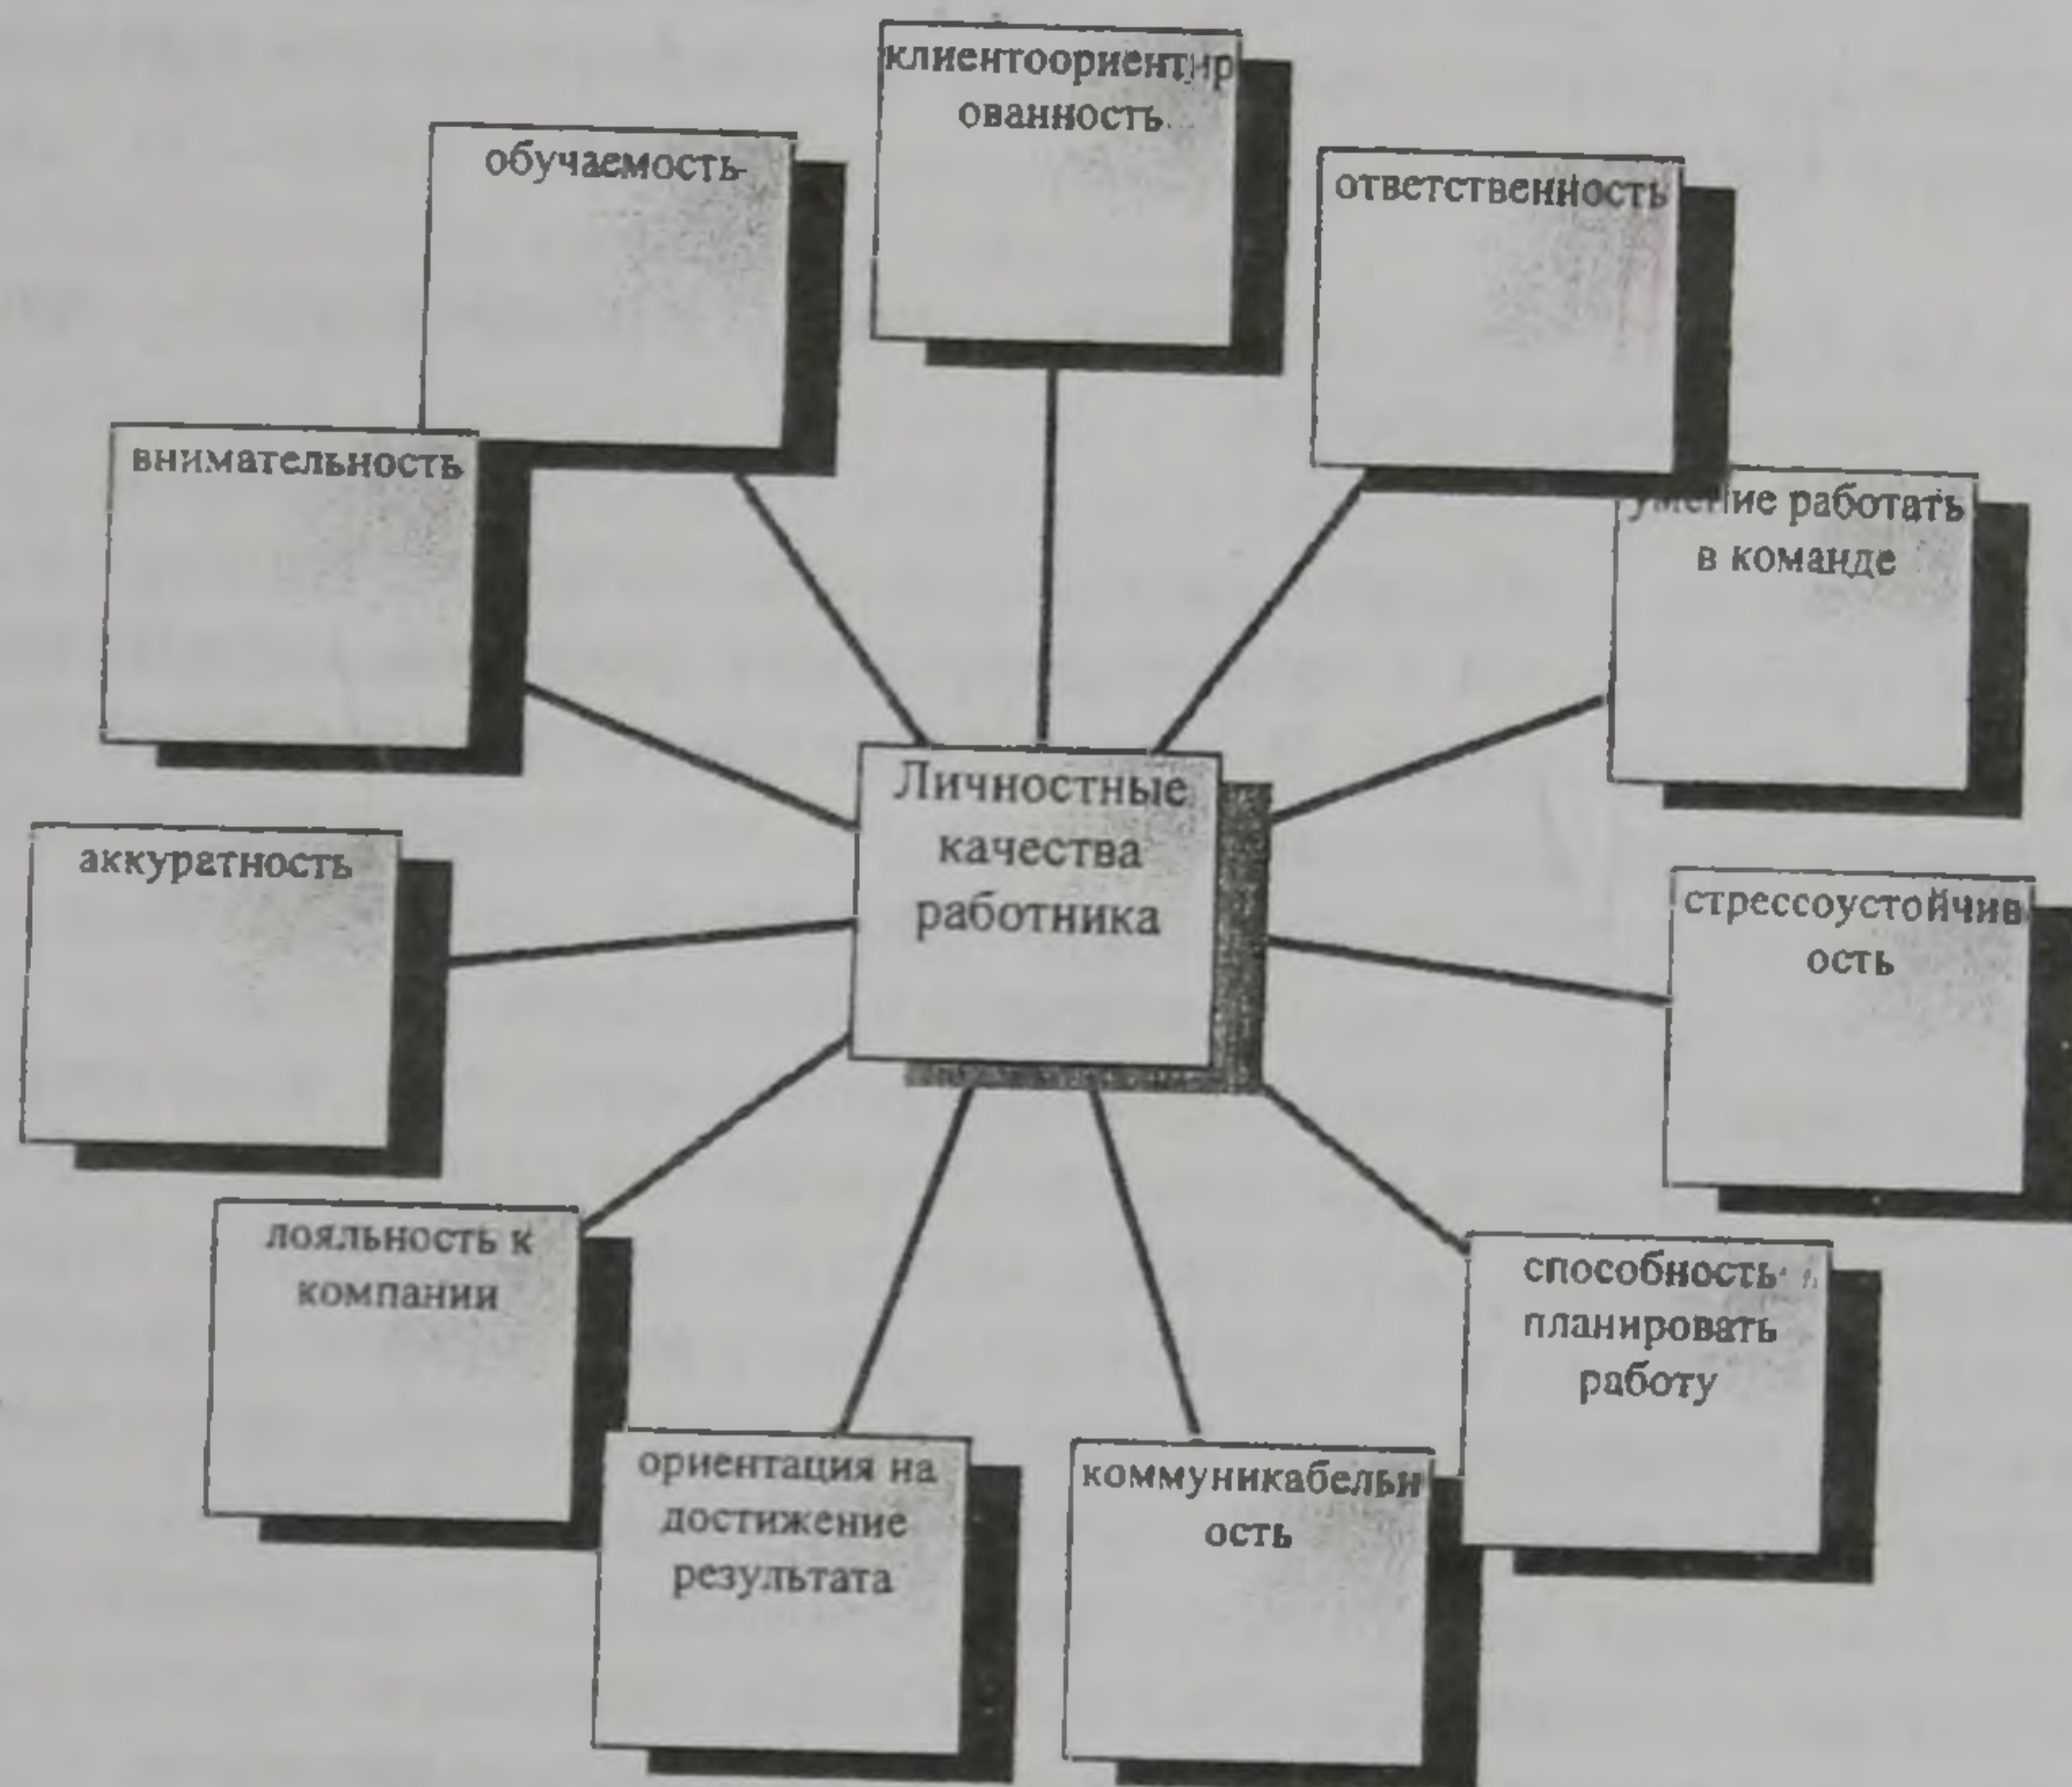 клиентоориентир
ованность
обучаемость
ответственность
внимательность
умение работать
в команде
Личностные
качества
работника
аккуратность
стрессоустойчив
ость
лояльность к
компании
способность
планировать
работу
ориентация на
достижение
результата
коммуникабельн
ость